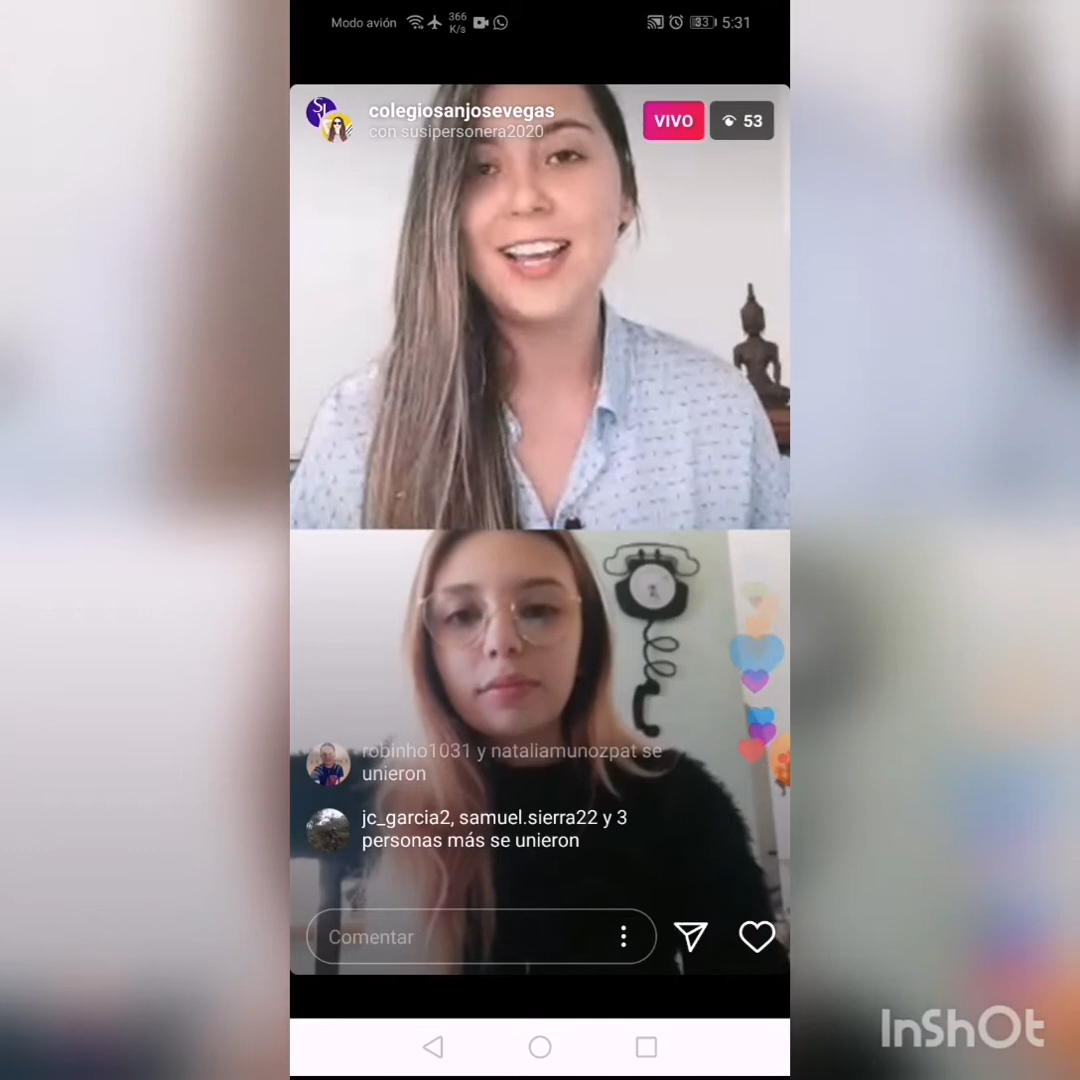 Modo avión
366
K/s
33
5:31
SJ
V
colegiosanjosevegas
con susipersonera2020
VIVO
53
robinho1031 y nataliamunozpat se
unieron
jc_garcia2, samuel.sierra22 y 3
personas más se unieron
Comentar
InShOt